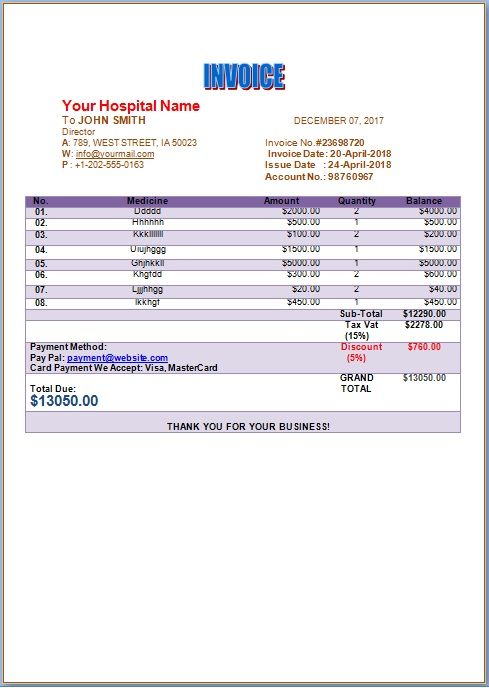 INVOICE
Your Hospital Name
To JOHN SMITH
DECEMBER 07, 2017
Director
A: 789, WEST STREET, IA 50023
Invoice No.#23698720
W: info@yourmail.com
Invoice Date: 20-April-2018
P : +1-202-555-0163
Issue Date : 24-April-2018
Account No.: 98760967
No. Medicine Amount Quantity Balance
01. Ddddd $2000.00 2 $4000.00
02. Hhhhhh $500.00 1 $500.00
03. $100.00 2 $200.00
04. Uiujhggg $1500.00 1 $1500.00
05. Ghjhkkll $5000.00 1 $5000.00
06. Khgfdd $300.00 2 $600.00
07. Ljjjhhgg $20.00 2 $40.00
08. Ikkhgf $450.00 1 $450.00
Sub-Total $12290.00
Tax Vat $2278.00
(15%)
Payment Method: Discount $760.00
Pay Pal: payment@website.com (5%)
Card Payment We Accept: Visa, MasterCard
GRAND $13050.00
Total Due: TOTAL
$13050.00
THANK YOU FOR YOUR BUSINESS!